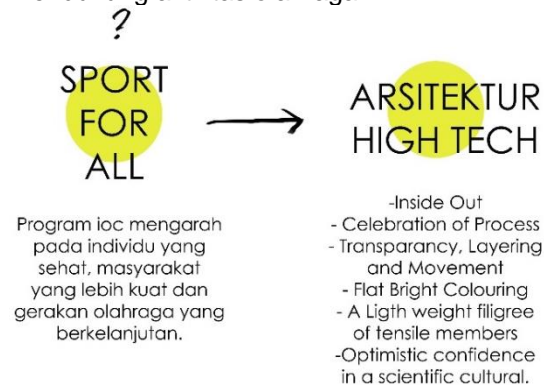 ?
SPORT
FOR
ALL
Program ioc mengarah
pada individu yang
sehat, masyarakat
yang lebih kuat dan
gerakan olahraga yang
berkelanjutan.
ARSITEKTUR
HIGH TECH
-Inside Out
- Celebration of Process
- Transparancy, Layering
and Movement
- Flat Bright Colouring
- A Ligth weight filigree
of tensile members
-Optimistic confidence
in a scientific cultural.